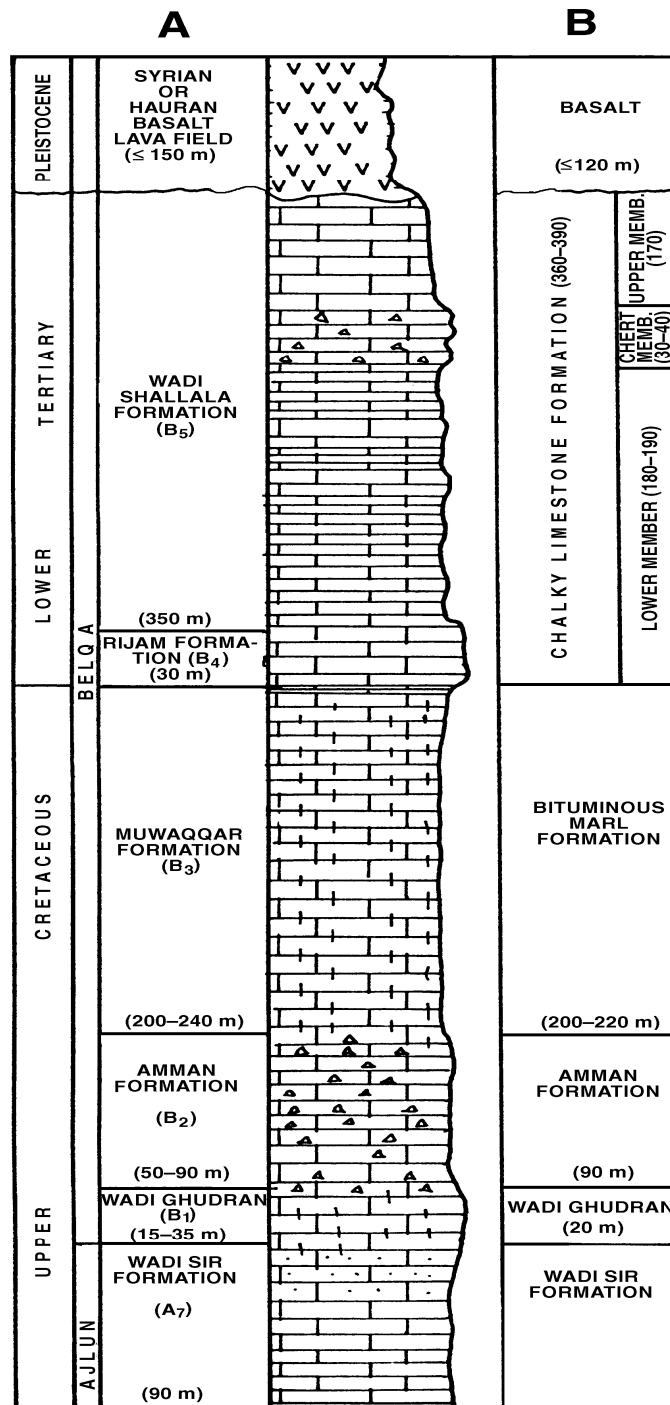 A
B
PLEISTOCENE
SYRIAN
OR
HAURAN
BASALT
LAVA FIELD
(≤ 150 m)
BASALT
(≤120 m)
LOWER TERTIARY
BELQA
WADI
SHALLALA
FORMATION
(B5)
(350 m)
RIJAM FORMA-
TION (B4)
(30 m)
CHALKY LIMESTONE FORMATION (360–390)
UPPER MEMB.
(170)
CHERT
MEMB.
(30–40)
LOWER MEMBER (180–190)
UPPER CRETACEOUS
MUWAQQAR
FORMATION
(B3)
(200–240 m)
BITUMINOUS
MARL
FORMATION
(200–220 m)
AMMAN
FORMATION
(B2)
(50–90 m)
AMMAN
FORMATION
(90 m)
WADI GHUDRAN
(B1)
(15–35 m)
WADI GHUDRAN
(20 m)
AJLUN
WADI SIR
FORMATION
(A7)
(90 m)
WADI SIR
FORMATION